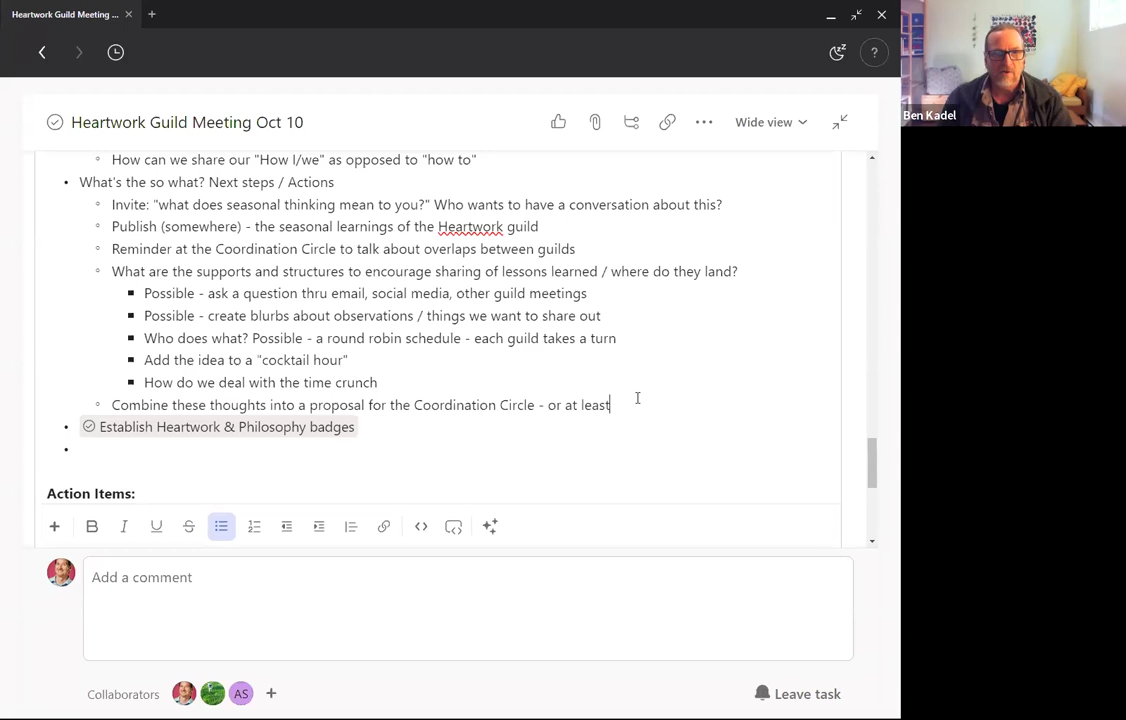 Heartwork Guild Meeting ...
Ben Kadel
Heartwork Guild Meeting Oct 10
Wide view
How can we share our "How I/we" as opposed to "how to"
What's the so what? Next steps / Actions
Invite: "what does seasonal thinking mean to you?" Who wants to have a conversation about this?
Publish (somewhere) - the seasonal learnings of the Heartwork guild
Reminder at the Coordination Circle to talk about overlaps between guilds
What are the supports and structures to encourage sharing of lessons learned / where do they land?
Possible - ask a question thru email, social media, other guild meetings
Possible - create blurbs about observations / things we want to share out
Who does what? Possible - a round robin schedule - each guild takes a turn
Add the idea to a "cocktail hour"
How do we deal with the time crunch
Combine these thoughts into a proposal for the Coordination Circle - or at least
Establish Heartwork & Philosophy badges
Action Items:
Add a comment
Collaborators
AS
Leave task